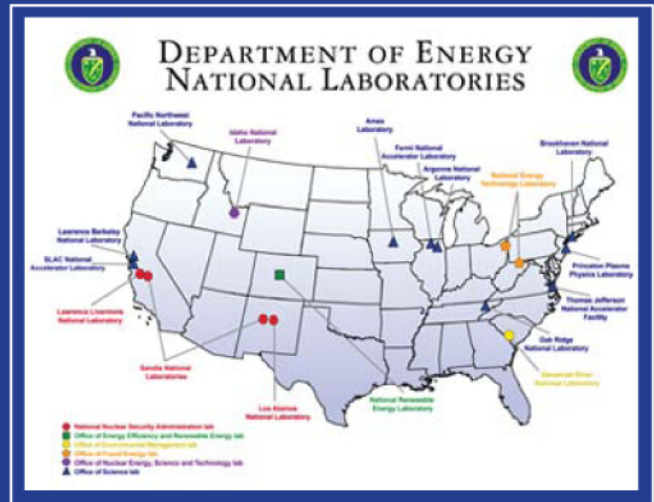 DEPARTMENT OF ENERGY
NATIONAL LABORATORIES
Pacific Northwest
National Laboratory
Idaho National
Laboratory
Ames
Laboratory
Fermi National
Accelerator Laboratory
Argonne National
Laboratory
Brookhaven National
Laboratory
National Energy
Technology Laboratory
Lawrence Berkeley
National Laboratory
SLAC National
Accelerator Laboratory
Lawrence Livermore
National Laboratory
Sandia National
Laboratories
Los Alamos
National Laboratory
National Renewable
Energy Laboratory
Princeton Plasma
Physics Laboratory
Thomas Jefferson
National Accelerator
Facility
Oak Ridge
National Laboratory
Savannah River
National Laboratory
National Nuclear Security Administration lab
Office of Energy Efficiency and Renewable Energy lab
Office of Environmental Management lab
Office of Fossil Energy lab
Office of Nuclear Energy, Science and Technology lab
Office of Science lab